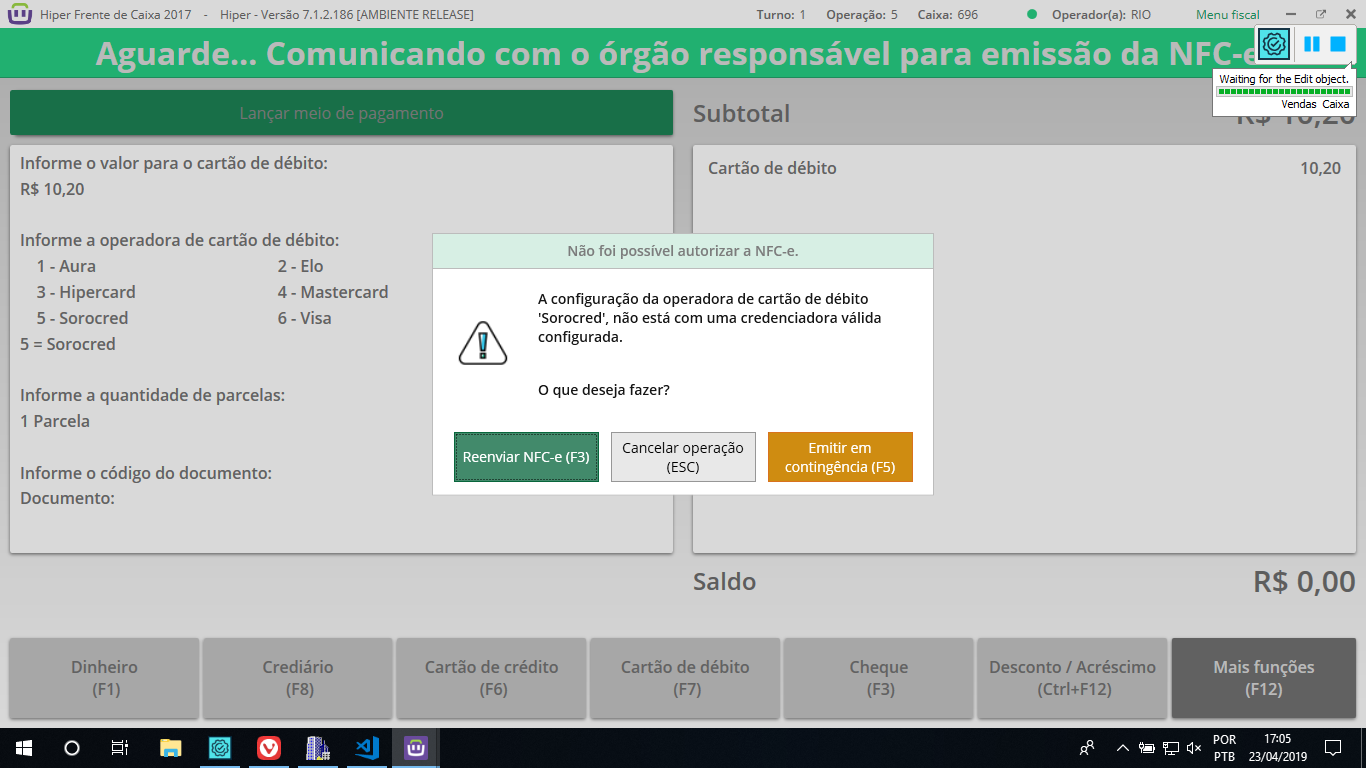 Hiper Frente de Caixa 2017 - Hiper - Versão 7.1.2.186 [AMBIENTE RELEASE] Turno: 1 Operação: 5 Caixa: 696 Operador(a): RIO Menu fiscal
Aguarde... Comunicando com o órgão responsável para emissão da NFC-e
Waiting for the Edit object.
Vendas Caixa
Lançar meio de pagamento
Subtotal R$ 10,20
Informe o valor para o cartão de débito:
R$ 10,20
Informe a operadora de cartão de débito:
1 - Aura 2 - Elo
3 - Hipercard 4 - Mastercard
5 - Sorocred 6 - Visa
5 = Sorocred
Informe a quantidade de parcelas:
1 Parcela
Informe o código do documento:
Documento:
Cartão de débito 10,20
Não foi possível autorizar a NFC-e.
A configuração da operadora de cartão de débito
'Sorocred', não está com uma credenciadora válida
configurada.
O que deseja fazer?
Reenviar NFC-e (F3)
Cancelar operação
(ESC)
Emitir em
contingência (F5)
Saldo R$ 0,00
Dinheiro
(F1)
Crediário
(F8)
Cartão de crédito
(F6)
Cartão de débito
(F7)
Cheque
(F3)
Desconto / Acréscimo
(Ctrl+F12)
Mais funções
(F12)
POR
PTB
17:05
23/04/2019